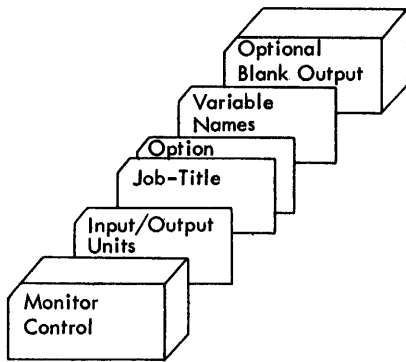 Optional
Blank Output
Variable
Names
Option
Job-Title
Input/Output
Units
Monitor
Control